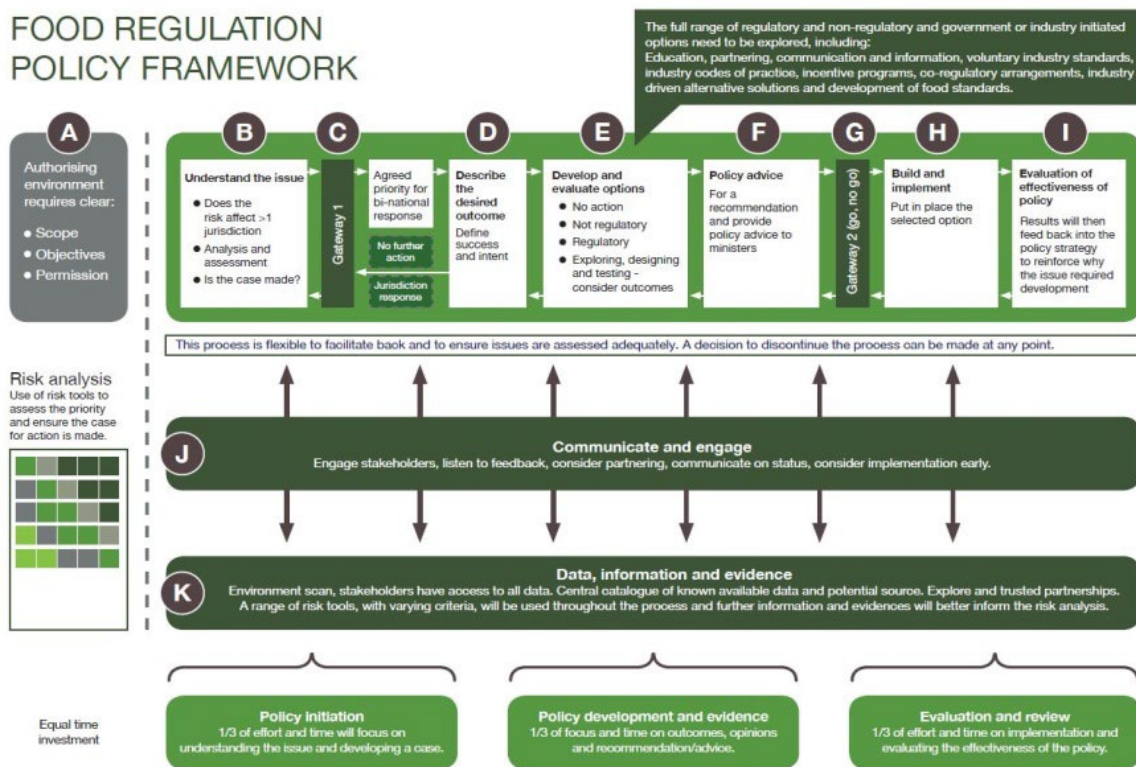 FOOD REGULATION
POLICY FRAMEWORK
The full range of regulatory and non-regulatory and government or industry initiated
options need to be explored, including:
Education, partnering, communication and information, voluntary industry standards,
industry codes of practice, incentive programs, co-regulatory arrangements, industry
driven alternative solutions and development of food standards.
A
Authorising
environment
requires clear:
• Scope
• Objectives
• Permission
B
Understand the issue
• Does the
risk affect >1
jurisdiction
• Analysis and
assessment
• Is the case made?
C
Gateway 1
Agreed
priority for
bi-national
response
No further
action
Jurisdiction
response
D
Describe
the
desired
outcome
Define
success
and intent
E
Develop and
evaluate options
• No action
• Not regulatory
• Regulatory
• Exploring, designing
and testing -
consider outcomes
F
Policy advice
For a
recommendation
and provide
policy advice to
ministers
G
Gateway 2 (go, no go)
H
Build and
implement
Put in place the
selected option
I
Evaluation of
effectiveness of
policy
Results will then
feed back into the
policy strategy
to reinforce why
the issue required
development
This process is flexible to facilitate back and to ensure issues are assessed adequately. A decision to discontinue the process can be made at any point.
Risk analysis
Use of risk tools to
assess the priority
and ensure the case
for action is made.
J
Communicate and engage
Engage stakeholders, listen to feedback, consider partnering, communicate on status, consider implementation early.
K
Data, information and evidence
Environment scan, stakeholders have access to all data. Central catalogue of known available data and potential source. Explore and trusted partnerships.
A range of risk tools, with varying criteria, will be used throughout the process and further information and evidences will better inform the risk analysis.
Equal time
investment
Policy initiation
1/3 of effort and time will focus on
understanding the issue and developing a case.
Policy development and evidence
1/3 of focus and time on outcomes, opinions
and recommendation/advice.
Evaluation and review
1/3 of effort and time on implementation and
evaluating the effectiveness of the policy.